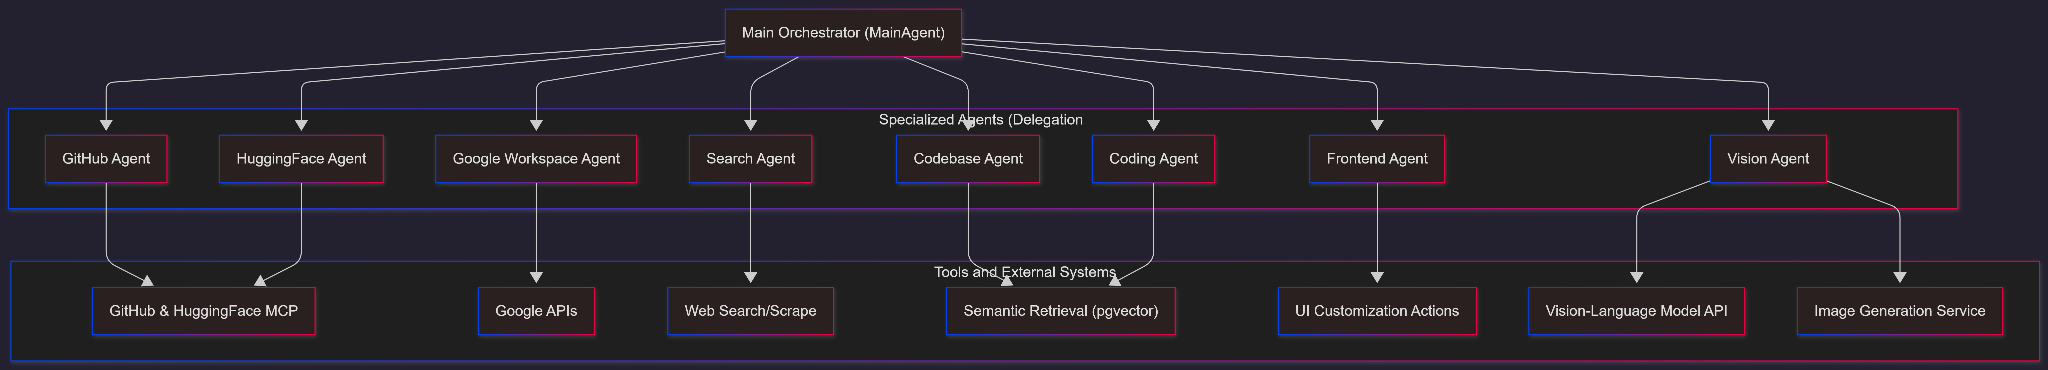 Main Orchestrator (MainAgent)
Specialized Agents (Delegation
GitHub Agent
HuggingFace Agent
Google Workspace Agent
Search Agent
Codebase Agent
Coding Agent
Frontend Agent
Vision Agent
Tools and External Systems
GitHub & HuggingFace MCP
Google APIs
Web Search/Scrape
Semantic Retrieval (pgvector)
UI Customization Actions
Vision-Language Model API
Image Generation Service